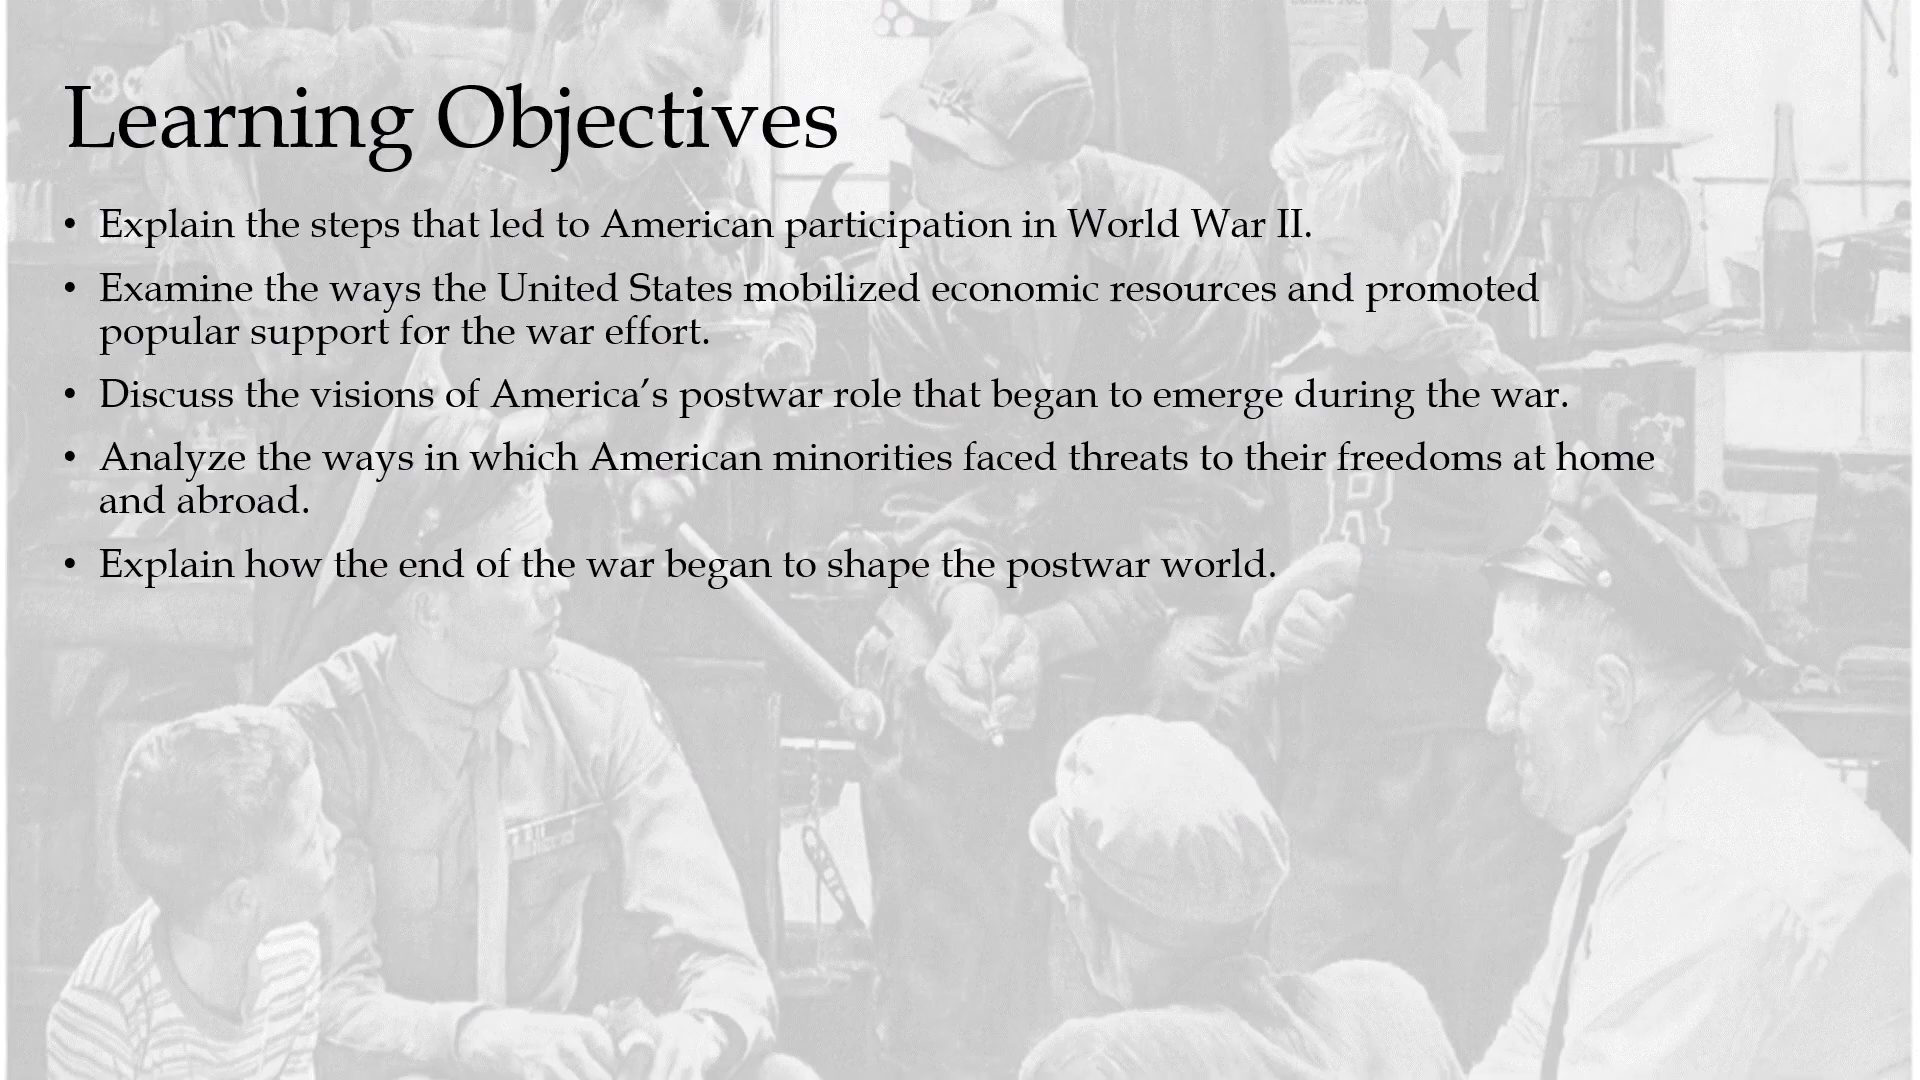 Learning Objectives
• Explain the steps that led to American participation in World War II.
• Examine the ways the United States mobilized economic resources and promoted
popular support for the war effort.
• Discuss the visions of America’s postwar role that began to emerge during the war.
• Analyze the ways in which American minorities faced threats to their freedoms at home
and abroad.
• Explain how the end of the war began to shape the postwar world.
R